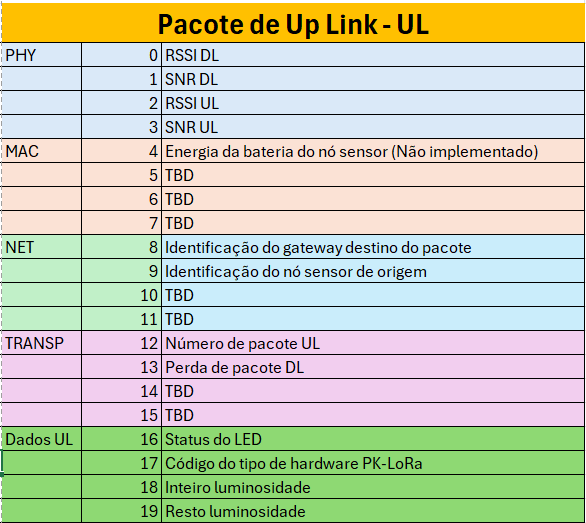 Pacote de Up Link - UL
PHY 0 RSSI DL
1 SNR DL
2 RSSI UL
3 SNR UL
MAC 4 Energia da bateria do nó sensor (Não implementado)
5 TBD
6 TBD
7 TBD
NET 8 Identificação do gateway destino do pacote
9 Identificação do nó sensor de origem
10 TBD
11 TBD
TRANSP 12 Número de pacote UL
13 Perda de pacote DL
14 TBD
15 TBD
Dados UL 16 Status do LED
17 Código do tipo de hardware PK-LoRa
18 Inteiro luminosidade
19 Resto luminosidade